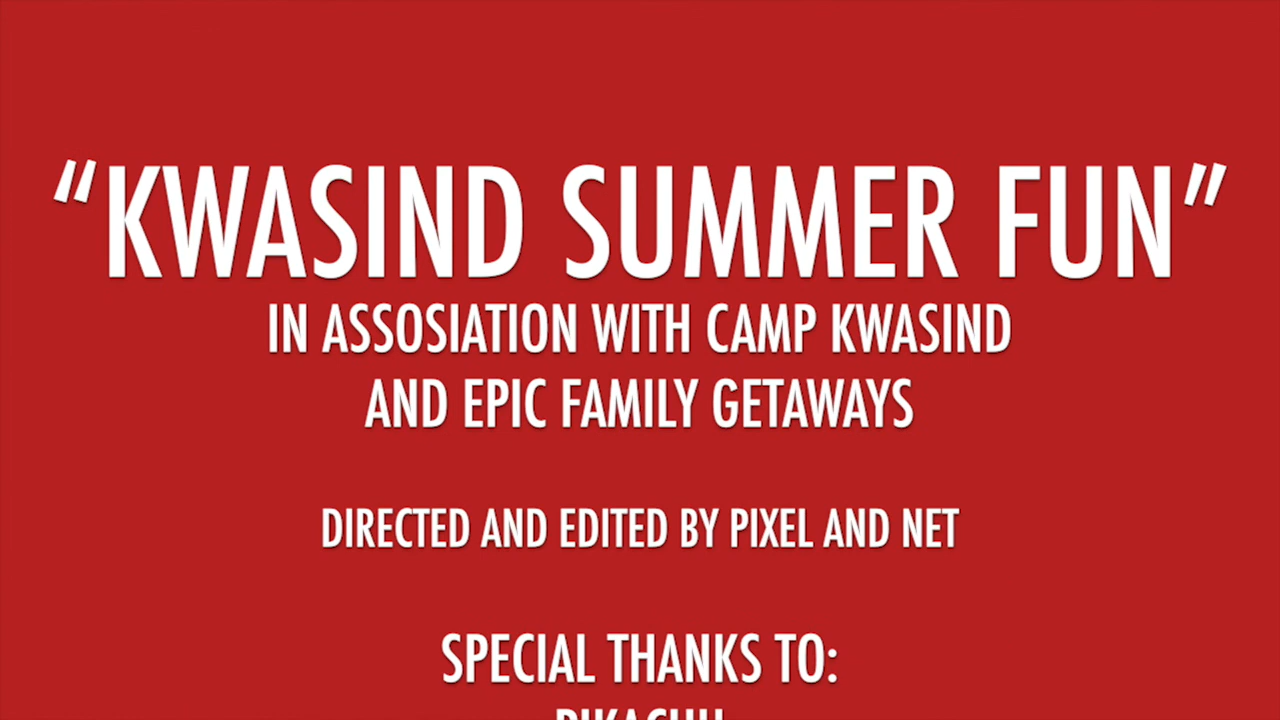 “KWASIND SUMMER FUN”
IN ASSOSIATION WITH CAMP KWASIND
AND EPIC FAMILY GETAWAYS
DIRECTED AND EDITED BY PIXEL AND NET
SPECIAL THANKS TO:
PIKACHU